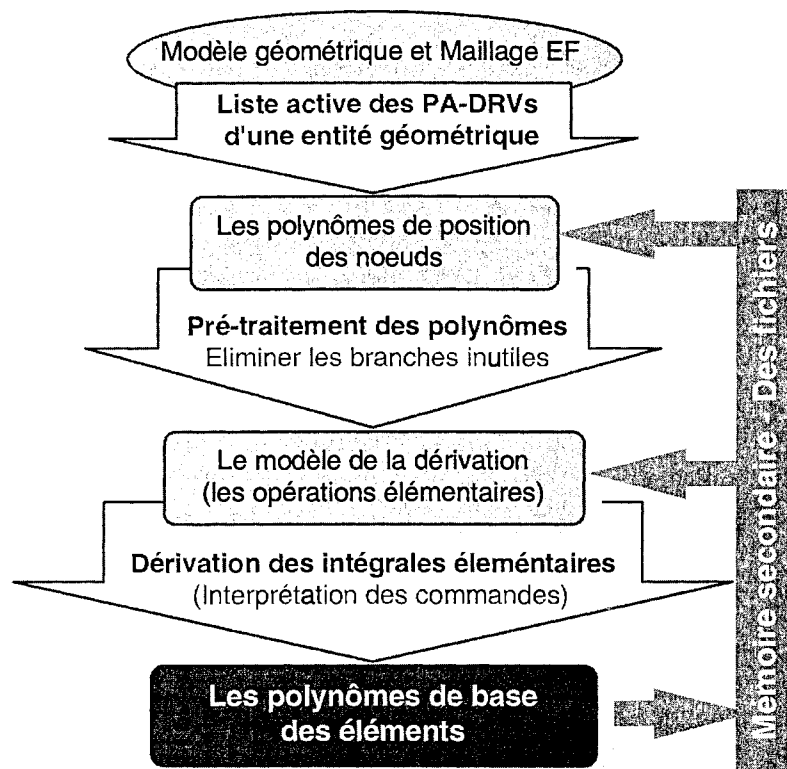 Modèle géométrique et Maillage EF
Liste active des PA-DRVs
d'une entité géométrique
Les polynômes de position
des noeuds
Pré-traitement des polynômes
Eliminer les branches inutiles
Le modèle de la dérivation
(les opérations élémentaires)
Dérivation des intégrales éleméntaires
(Interprétation des commandes)
Les polynômes de base
des éléments
Mémoire secondaire - Des fichiers